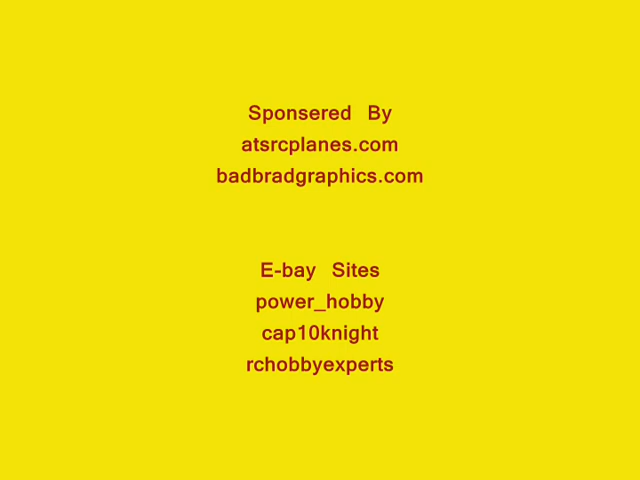 Sponsered By
atsrcplanes.com
badbradgraphics.com
E-bay Sites
power_hobby
cap10knight
rchobbyexperts